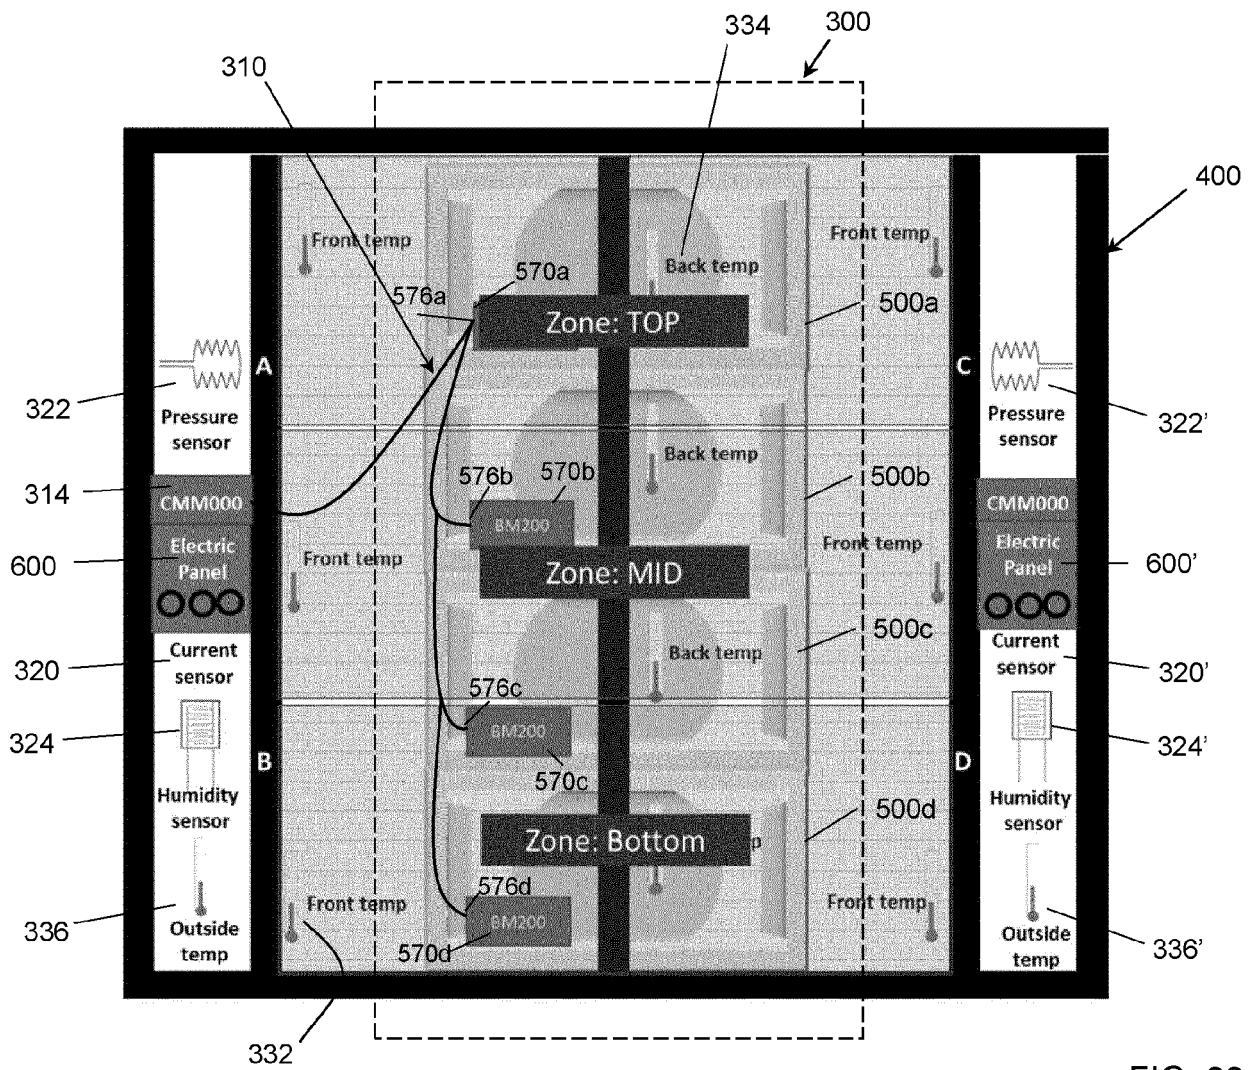 334
300
310
400
Front temp
Back temp
Front temp
570a
576a
500a
Zone: TOP
A
C
322
Pressure
sensor
Pressure
sensor
322'
Back temp
576b
570b
500b
314
CMM000
BM200
CMM000
Electric
Panel
Front temp
Front temp
Electric
Panel
600
600'
Zone: MID
500c
Current
sensor
Back temp
Current
sensor
320
320'
576c
324
BM200
324'
B
570c
D
Humidity
sensor
500d
Humidity
sensor
Zone: Bottom
576d
Front temp
BM200
Front temp
570d
336
Outside
temp
Outside
temp
336'
332